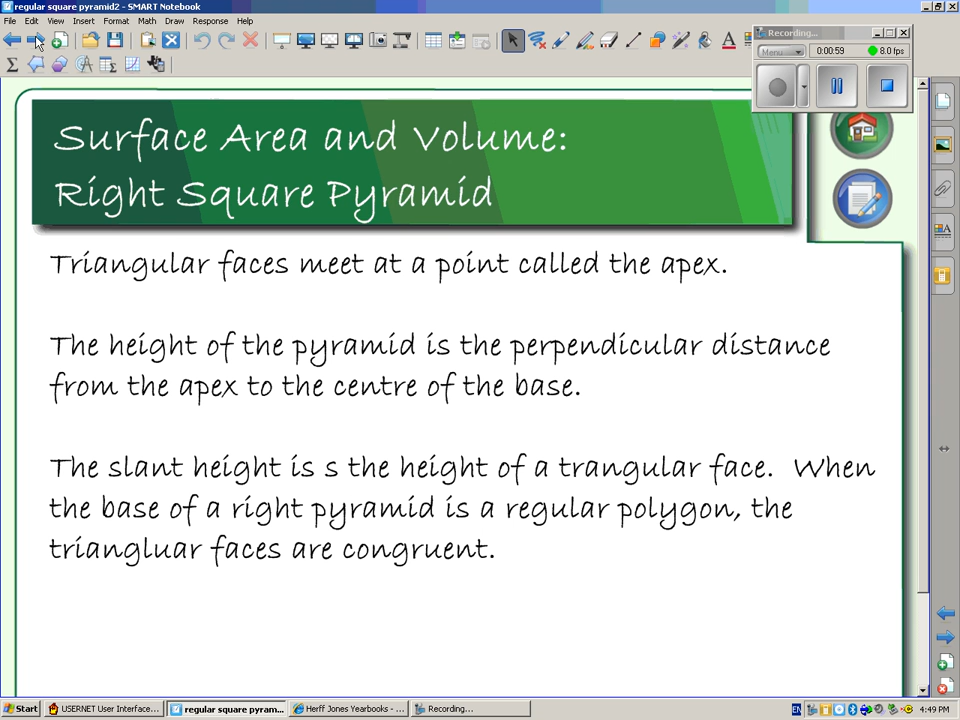 regular square pyramid2 - SMART Notebook
File Edit View Insert Format Math Draw Response Help
Recording...
Menu 0:00:59 8.0 fps
Surface Area and Volume:
Right Square Pyramid
Triangular faces meet at a point called the apex.
The height of the pyramid is the perpendicular distance
from the apex to the centre of the base.
The slant height is s the height of a trangular face. When
the base of a right pyramid is a regular polygon, the
triangluar faces are congruent.
Start USERNET User Interface... regular square pyram... Herff Jones Yearbooks - ... Recording... EN 4:49 PM